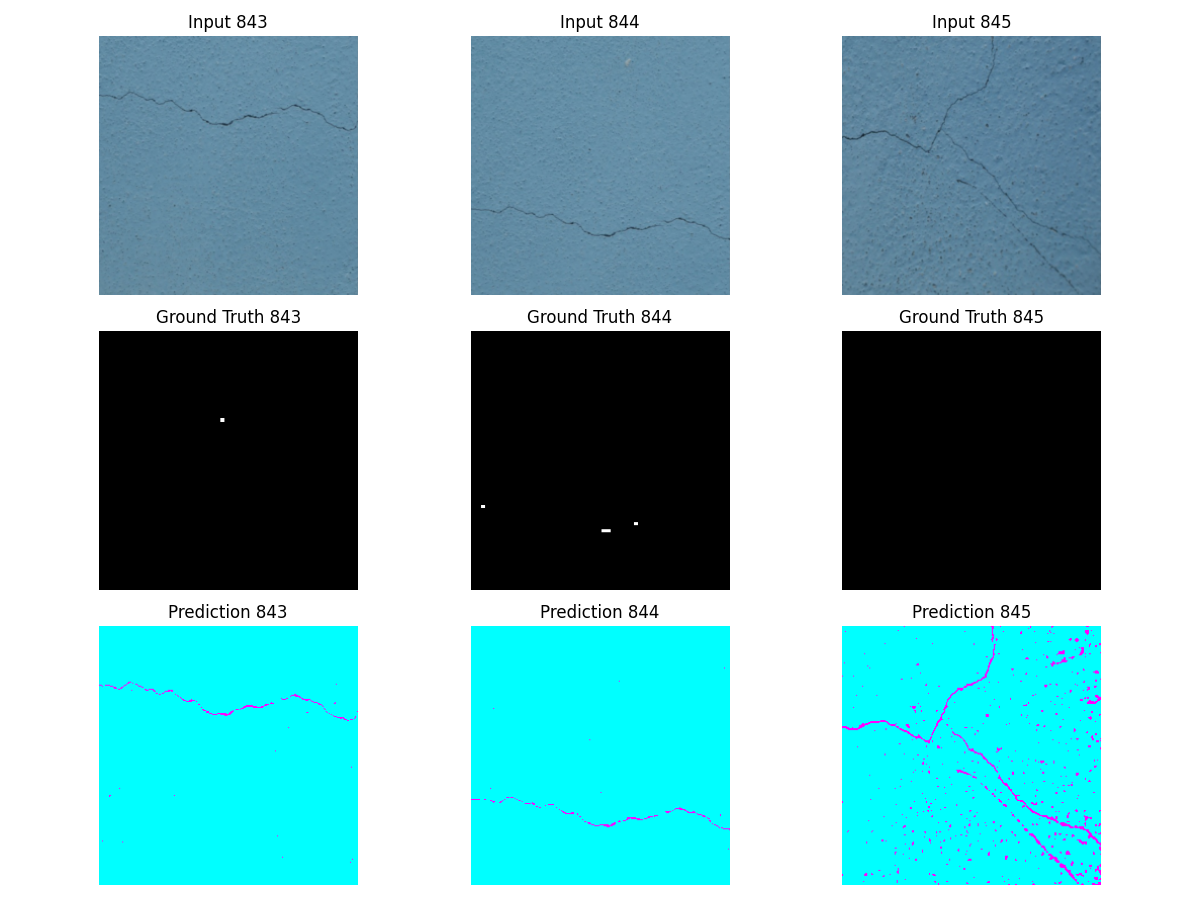 Input 843
Input 844
Input 845
Ground Truth 843
Ground Truth 844
Ground Truth 845
Prediction 843
Prediction 844
Prediction 845